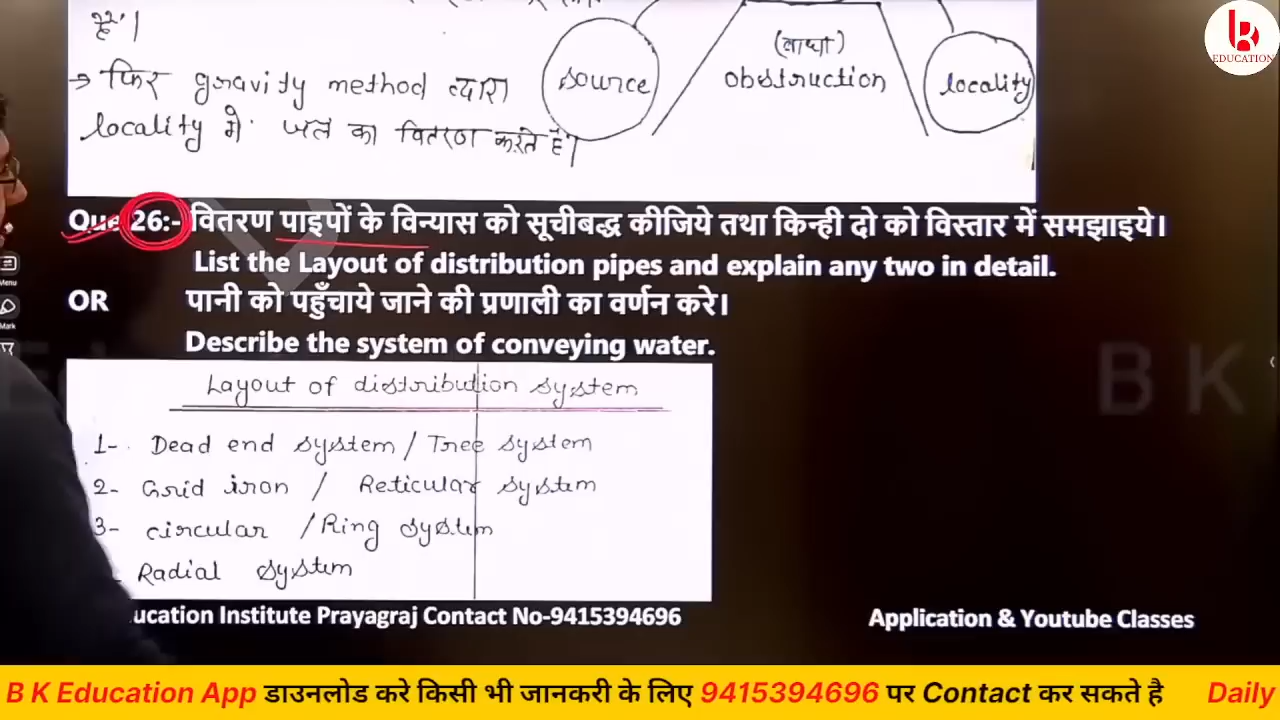 हैं।
→ फिर gravity method द्वारा
locality में जल का वितरण करते हैं।
source
(बाधा)
obstruction
locality
EDUCATION
Que 26:- वितरण पाइपों के विन्यास को सूचीबद्ध कीजिये तथा किन्ही दो को विस्तार में समझाइये।
List the Layout of distribution pipes and explain any two in detail.
OR पानी को पहुँचाये जाने की प्रणाली का वर्णन करे।
Describe the system of conveying water.
Menu
Mark
B K
Layout of distribution system
1- Dead end system / Tree system
2- Grid iron / Reticular system
3- circular / Ring system
Radial system
ucation Institute Prayagraj Contact No-9415394696
Application & Youtube Classes
B K Education App डाउनलोड करे किसी भी जानकरी के लिए 9415394696 पर Contact कर सकते है Daily